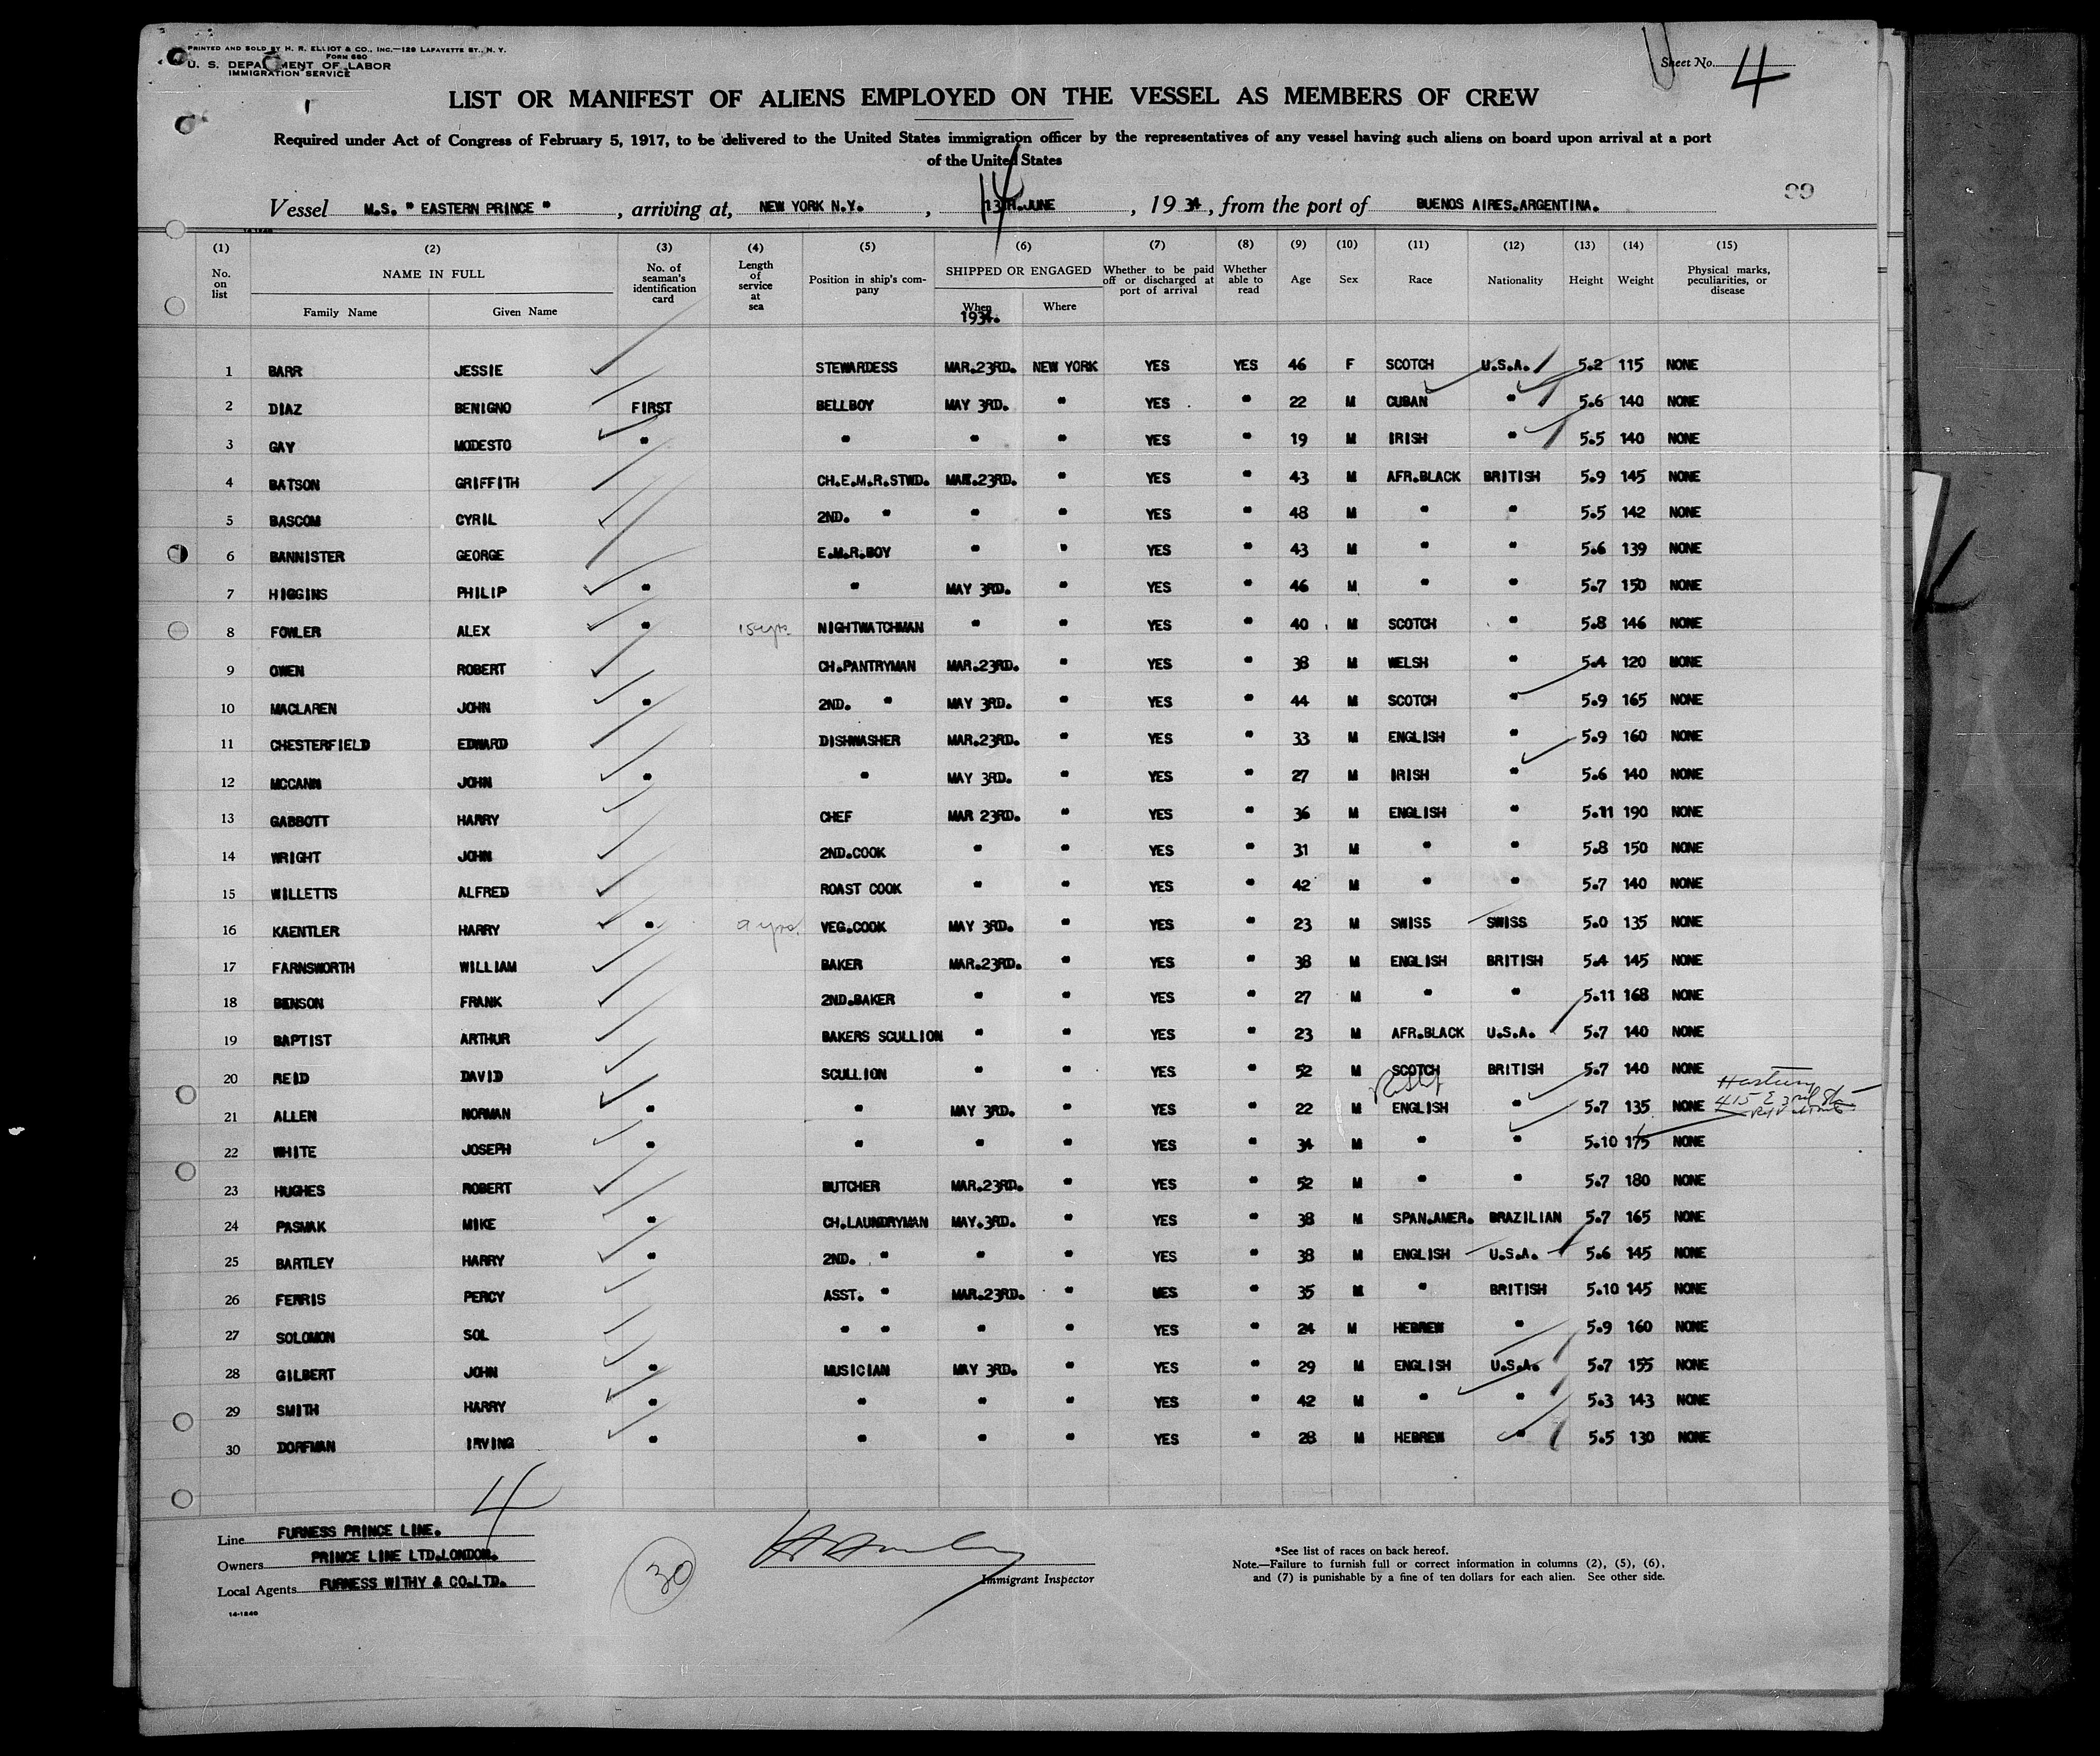 PRINTED AND SOLD BY H. R. ELLIOT & CO., INC.—129 LAFAYETTE ST., N. Y.
FORM 680
U. S. DEPARTMENT OF LABOR
IMMIGRATION SERVICE
Sheet No. 4
LIST OR MANIFEST OF ALIENS EMPLOYED ON THE VESSEL AS MEMBERS OF CREW
Required under Act of Congress of February 5, 1917, to be delivered to the United States immigration officer by the representatives of any vessel having such aliens on board upon arrival at a port
of the United States
14
99
Vessel M.S. " EASTERN PRINCE ", arriving at, NEW YORK N.Y., 13TH.JUNE, 1934, from the port of BUENOS AIRES.ARGENTINA.
14-1240
(1) (2) (3) (4) (5) (6) (7) (8) (9) (10) (11) (12) (13) (14) (15)
No. on list NAME IN FULL Family Name Given Name No. of seaman's identification card Length of service at sea Position in ship's company SHIPPED OR ENGAGED When 1934. Where Whether to be paid off or discharged at port of arrival Whether able to read Age Sex Race Nationality Height Weight Physical marks, peculiarities, or disease
1 BARR JESSIE STEWARDESS MAR.23RD. NEW YORK YES YES 46 F SCOTCH U.S.A. 5.2 115 NONE
2 DIAZ BENIGNO FIRST BELLBOY MAY 3RD. " YES " 22 M CUBAN " 5.6 140 NONE
3 GAY MODESTO " " " " YES " 19 M IRISH " 5.5 140 NONE
4 BATSON GRIFFITH CH.E.M.R.STWD. MAR.23RD. " YES " 43 M AFR.BLACK BRITISH 5.9 145 NONE
5 BASCOM CYRIL 2ND. " " " YES " 48 M " " 5.5 142 NONE
6 BANNISTER GEORGE E.M.R.BOY " " YES " 43 M " " 5.6 139 NONE
7 HIGGINS PHILIP " " MAY 3RD. " YES " 46 M " " 5.7 150 NONE
8 FOWLER ALEX " 15 yrs. NIGHTWATCHMAN " " YES " 40 M SCOTCH " 5.8 146 NONE
9 OWEN ROBERT CH.PANTRYMAN MAR.23RD. " YES " 38 M WELSH " 5.4 120 MONE
10 MACLAREN JOHN " 2ND. " MAY 3RD. " YES " 44 M SCOTCH " 5.9 165 NONE
11 CHESTERFIELD EDWARD DISHWASHER MAR.23RD. " YES " 33 M ENGLISH " 5.9 160 NONE
12 MCCANN JOHN " " MAY 3RD. " YES " 27 M IRISH " 5.6 140 NONE
13 GABBOTT HARRY CHEF MAR 23RD. " YES " 36 M ENGLISH " 5.11 190 NONE
14 WRIGHT JOHN 2ND.COOK " " YES " 31 M " " 5.8 150 NONE
15 WILLETTS ALFRED ROAST COOK " " YES " 42 M " " 5.7 140 NONE
16 KAENTLER HARRY " 9 yrs. VEG.COOK MAY 3RD. " YES " 23 M SWISS SWISS 5.0 135 NONE
17 FARNSWORTH WILLIAM BAKER MAR.23RD. " YES " 38 M ENGLISH BRITISH 5.4 145 NONE
18 BENSON FRANK 2ND.BAKER " " YES " 27 M " " 5.11 168 NONE
19 BAPTIST ARTHUR BAKERS SCULLION " " YES " 23 M AFR.BLACK U.S.A. 5.7 140 NONE
20 REID DAVID SCULLION " " YES " 52 M SCOTCH BRITISH 5.7 140 NONE
21 ALLEN NORMAN " " MAY 3RD. " YES " 22 M ENGLISH " 5.7 135 NONE 415 E 3rd St
22 WHITE JOSEPH " " " " YES " 34 M " " 5.10 175 NONE
23 HUGHES ROBERT BUTCHER MAR.23RD. " YES " 52 M " " 5.7 180 NONE
24 PASMAK MIKE " CH.LAUNDRYMAN MAY.3RD. " YES " 38 M SPAN.AMER. BRAZILIAN 5.7 165 NONE
25 BARTLEY HARRY " 2ND. " " " YES " 38 M ENGLISH U.S.A. 5.6 145 NONE
26 FERRIS PERCY ASST. " MAR.23RD. " YES " 35 M " BRITISH 5.10 145 NONE
27 SOLOMON SOL " " " " YES " 24 M HEBREW " 5.9 160 NONE
28 GILBERT JOHN " MUSICIAN MAY 3RD. " YES " 29 M ENGLISH U.S.A. 5.7 155 NONE
29 SMITH HARRY " " " " YES " 42 M " " 5.3 143 NONE
30 DORFMAN IRVING " " " " YES " 28 M HEBREW " 5.5 130 NONE
4
Line FURNESS PRINCE LINE.
Owners PRINCE LINE LTD.LONDON.
Local Agents FURNESS WITHY & CO.LTD.
14-1240
30
Immigrant Inspector
*See list of races on back hereof.
Note.—Failure to furnish full or correct information in columns (2), (5), (6),
and (7) is punishable by a fine of ten dollars for each alien. See other side.